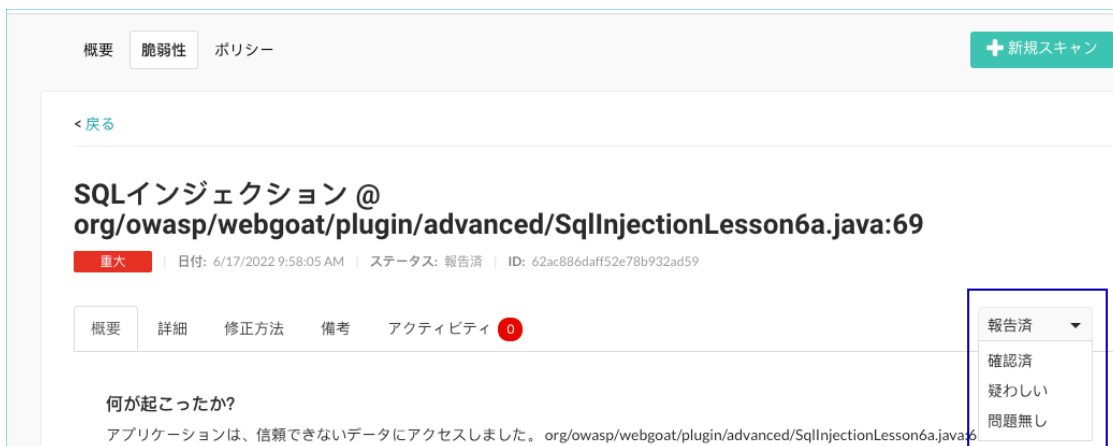 概要 脆弱性 ポリシー
新規スキャン
< 戻る
SQLインジェクション @
org/owasp/webgoat/plugin/advanced/SqlInjectionLesson6a.java:69
重大 日付: 6/17/2022 9:58:05 AM ステータス: 報告済 ID: 62ac886daff52e78b932ad59
概要 詳細 修正方法 備考 アクティビティ 0
報告済
確認済
疑わしい
問題無し
何が起こったか?
アプリケーションは、信頼できないデータにアクセスしました。 org/owasp/webgoat/plugin/advanced/SqlInjectionLesson6a.java:6